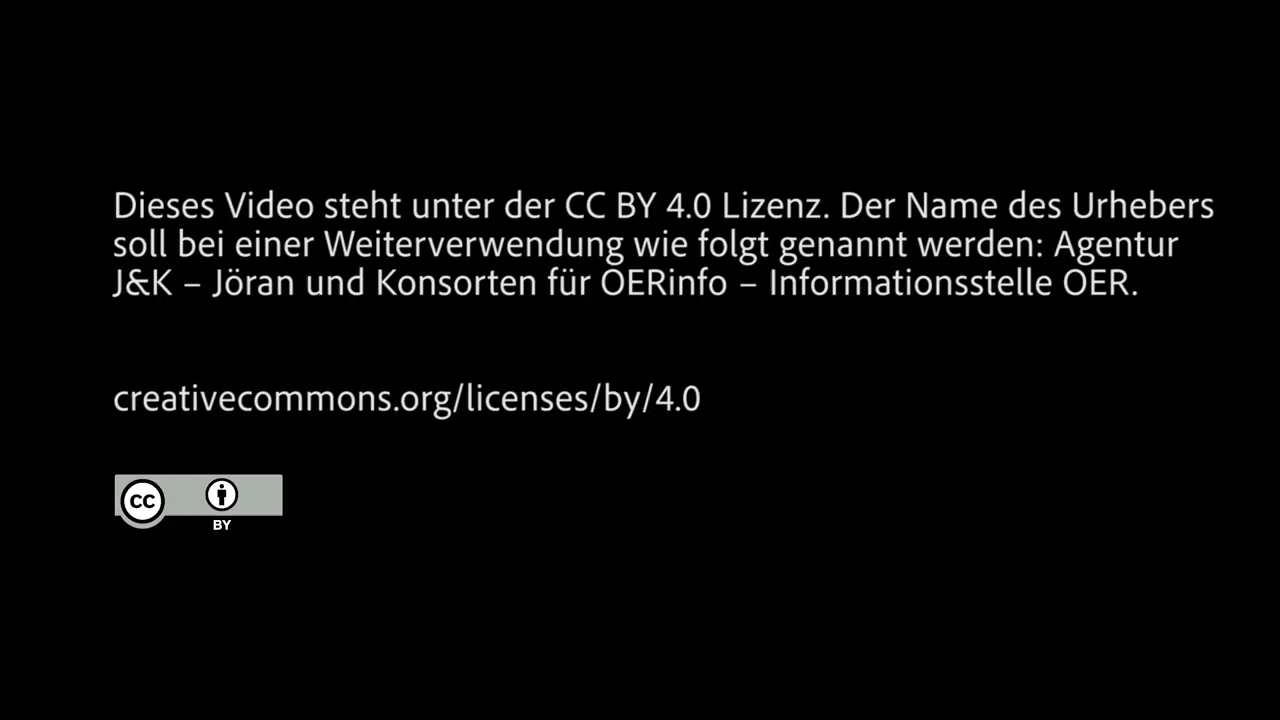 Dieses Video steht unter der CC BY 4.0 Lizenz. Der Name des Urhebers
soll bei einer Weiterverwendung wie folgt genannt werden: Agentur
J&K – Jöran und Konsorten für OERinfo – Informationsstelle OER.
creativecommons.org/licenses/by/4.0
CC
BY